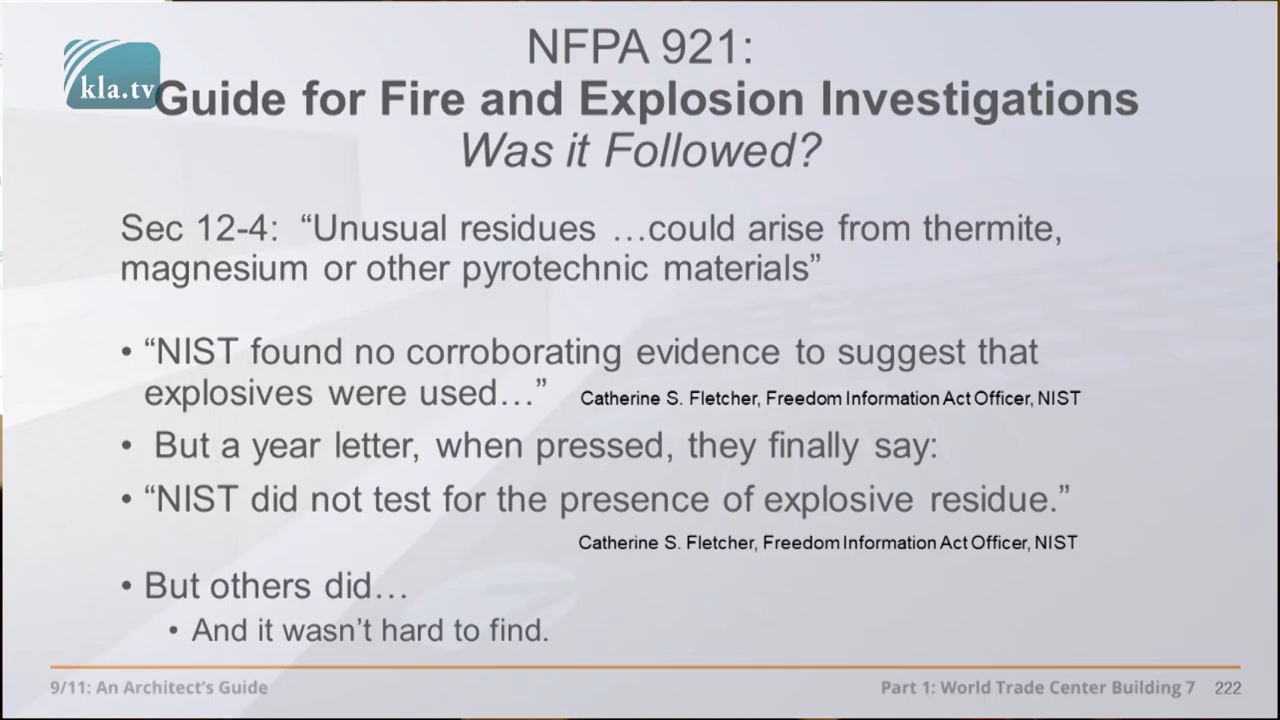 NFPA 921:
kla.tv
Guide for Fire and Explosion Investigations
Was it Followed?
Sec 12-4: “Unusual residues …could arise from thermite,
magnesium or other pyrotechnic materials”
• “NIST found no corroborating evidence to suggest that
explosives were used…” Catherine S. Fletcher, Freedom Information Act Officer, NIST
• But a year letter, when pressed, they finally say:
• “NIST did not test for the presence of explosive residue.”
Catherine S. Fletcher, Freedom Information Act Officer, NIST
• But others did…
• And it wasn’t hard to find.
9/11: An Architect’s Guide Part 1: World Trade Center Building 7 222